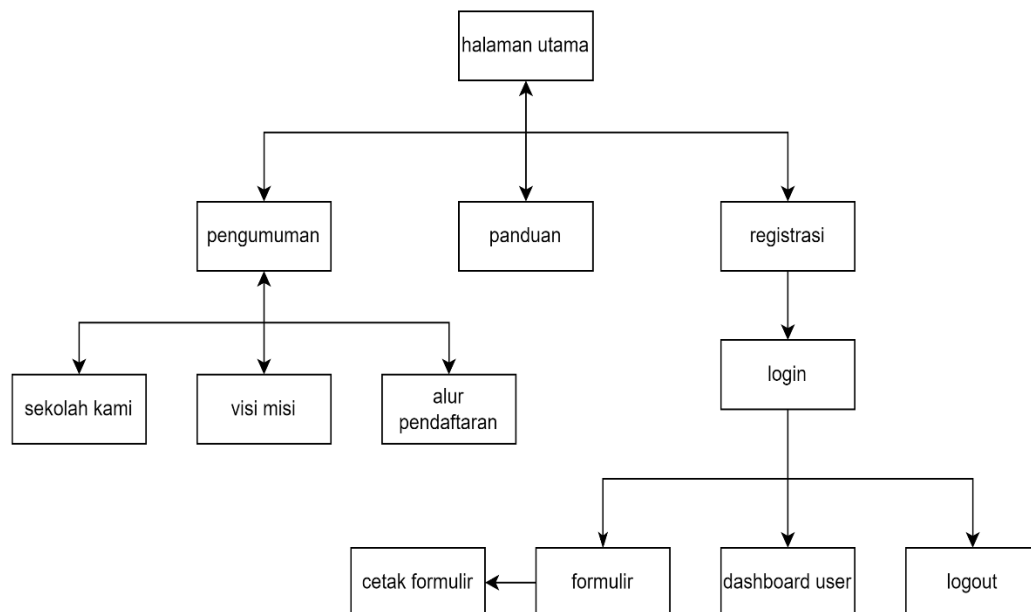 halaman utama
pengumuman
panduan
registrasi
login
sekolah kami
visi misi
alur
pendaftaran
cetak formulir
formulir
dashboard user
logout